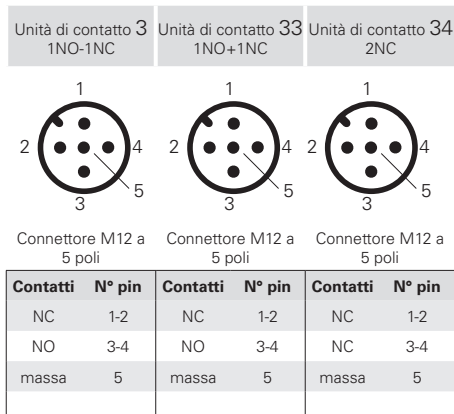 Unità di contatto 3
1NO-1NC
Unità di contatto 33
1NO+1NC
Unità di contatto 34
2NC
1
2
4
5
3
1
2
4
5
3
1
2
4
5
3
Connettore M12 a
5 poli
Connettore M12 a
5 poli
Connettore M12 a
5 poli
Contatti N° pin Contatti N° pin Contatti N° pin
NC 1-2 NC 1-2 NC 1-2
NO 3-4 NO 3-4 NC 3-4
massa 5 massa 5 massa 5